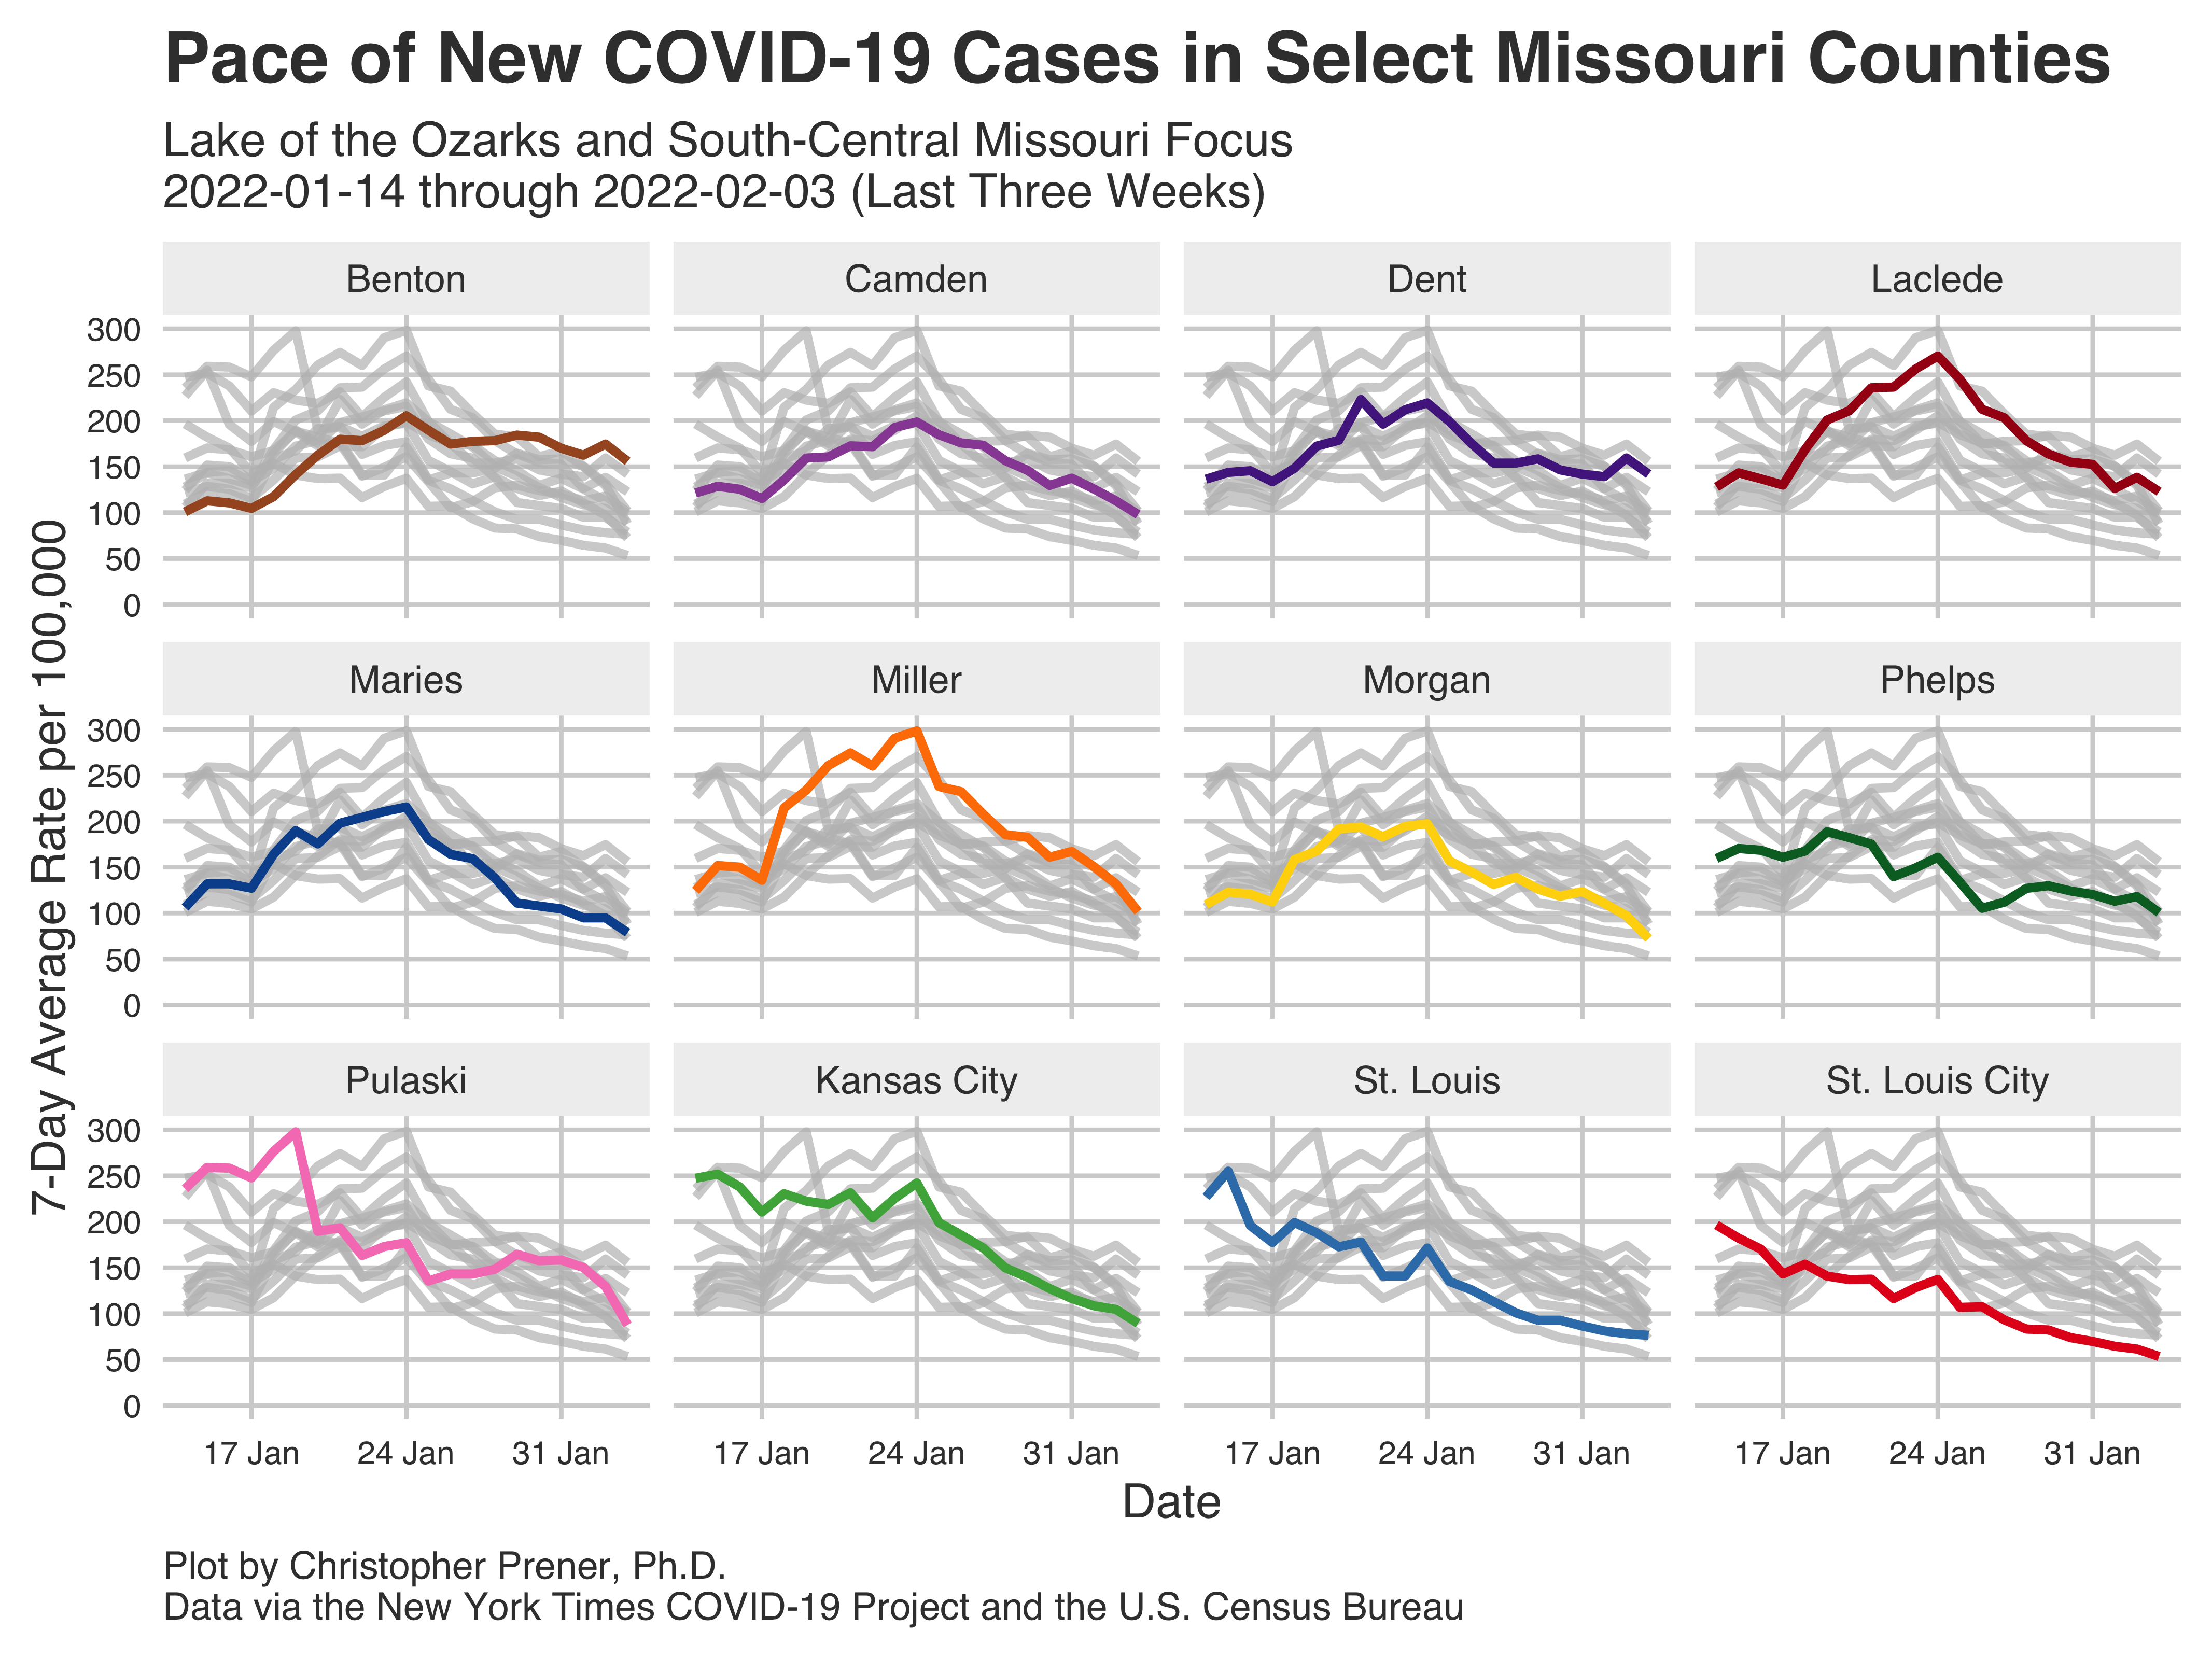 Pace of New COVID-19 Cases in Select Missouri Counties
Lake of the Ozarks and South-Central Missouri Focus
2022-01-14 through 2022-02-03 (Last Three Weeks)
7-Day Average Rate per 100,000
Benton
Camden
Dent
Laclede
300
250
200
150
100
50
0
Maries
Miller
Morgan
Phelps
300
250
200
150
100
50
0
Pulaski
Kansas City
St. Louis
St. Louis City
300
250
200
150
100
50
0
17 Jan 24 Jan 31 Jan
17 Jan 24 Jan 31 Jan
17 Jan 24 Jan 31 Jan
17 Jan 24 Jan 31 Jan
Date
Plot by Christopher Prener, Ph.D.
Data via the New York Times COVID-19 Project and the U.S. Census Bureau